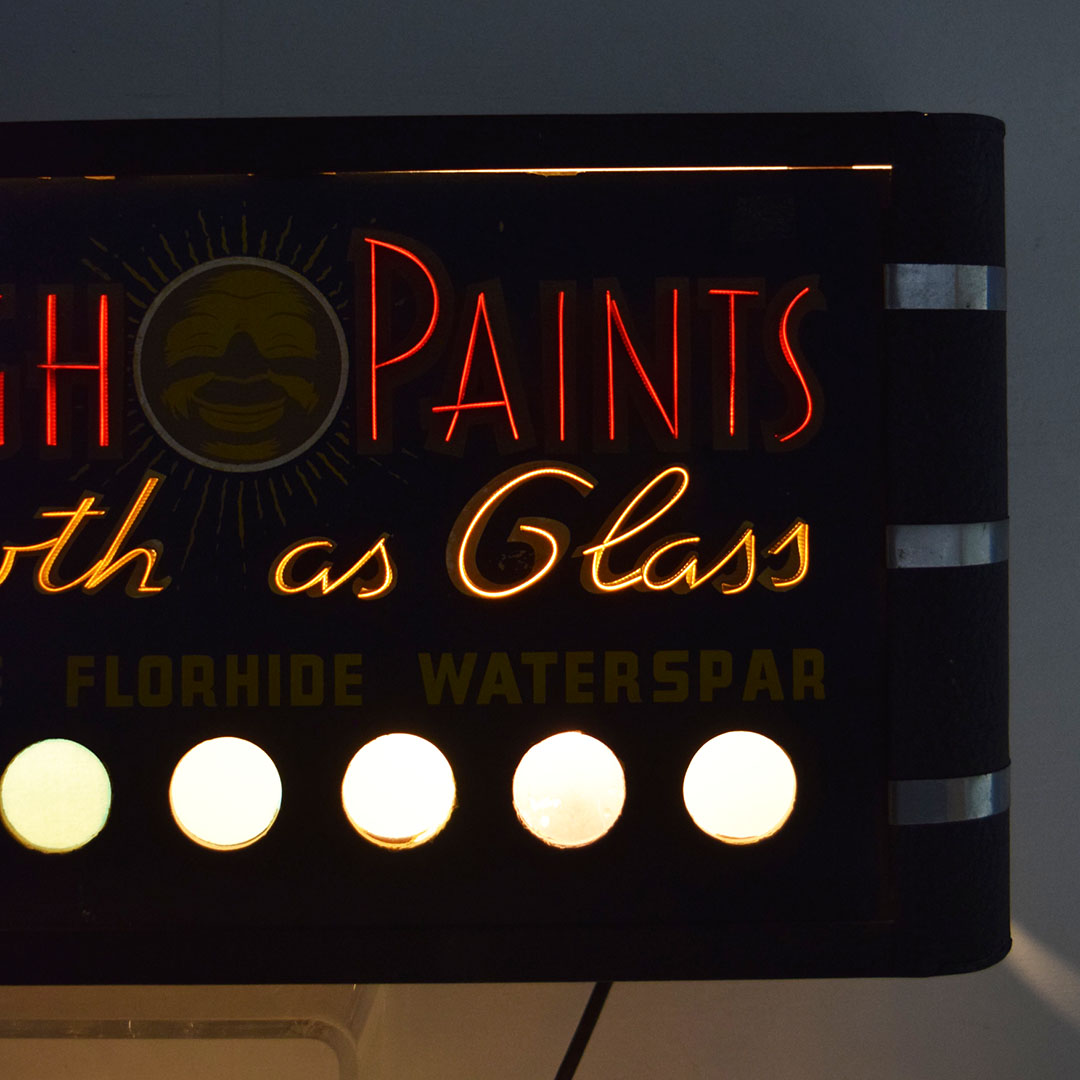 GH PAINTS
oth as Glass
FLORHIDE WATERSPAR